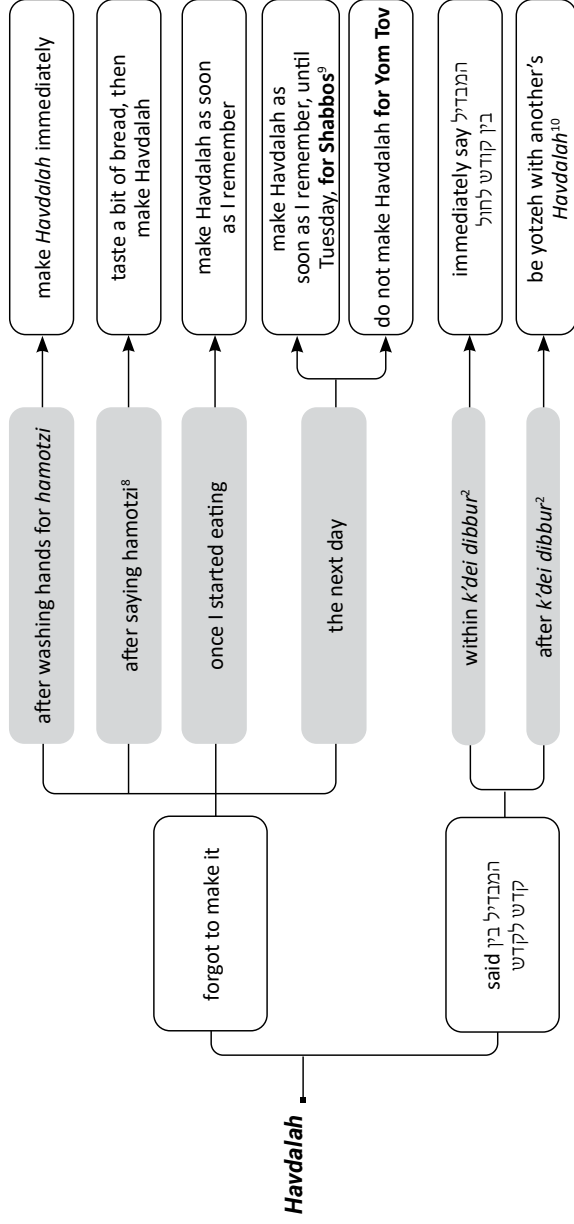 Havdalah
forgot to make it
after washing hands for hamotzi
make Havdalah immediately
after saying hamotzi⁸
taste a bit of bread, then
make Havdalah
once I started eating
make Havdalah as soon
as I remember
the next day
make Havdalah as
soon as I remember, until
Tuesday, for Shabbos⁹
do not make Havdalah for Yom Tov
said המבדיל בין
קדש לקדש
within k'dei dibbur²
immediately say המבדיל
בין קודש לחול
after k'dei dibbur²
be yotzeh with another's
Havdalah¹⁰